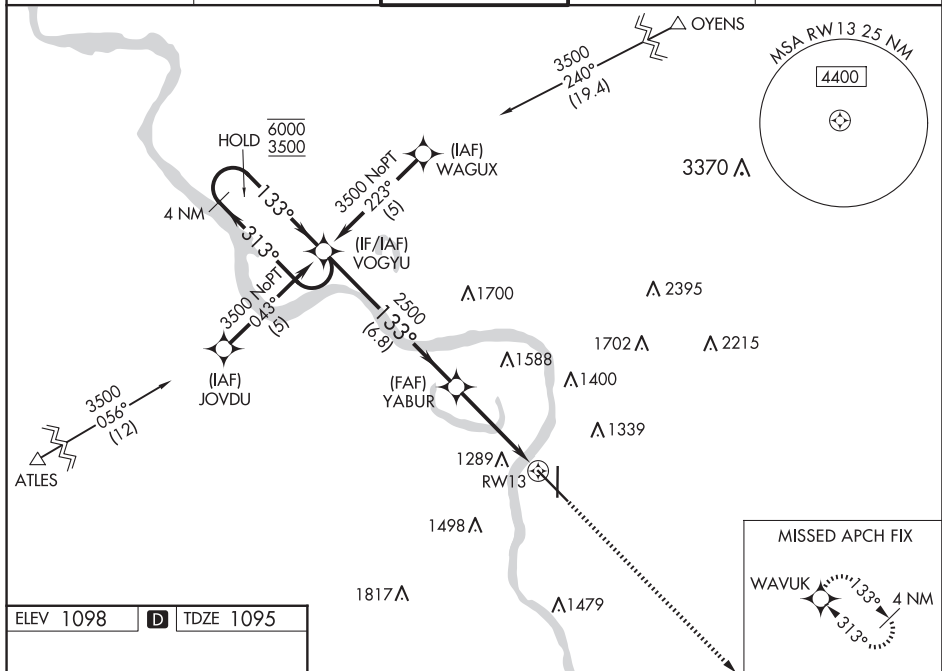 OYENS
3500
240°
(19.4)
MSA RW13 25 NM
4400
HOLD
6000
3500
(IAF)
WAGUX
3370
133°
3500 NoPT
223°
(5)
4 NM
313°
(IF/IAF)
VOGYU
3500 NoPT
043°
(5)
2500
133°
(6.8)
1700
2395
1702
2215
(IAF)
JOVDU
1588
1400
(FAF)
YABUR
3500
056°
(12)
1339
ATLES
1289
RW13
1498
MISSED APCH FIX
WAVUK
133°
4 NM
313°
1817
1479
ELEV 1098 D TDZE 1095